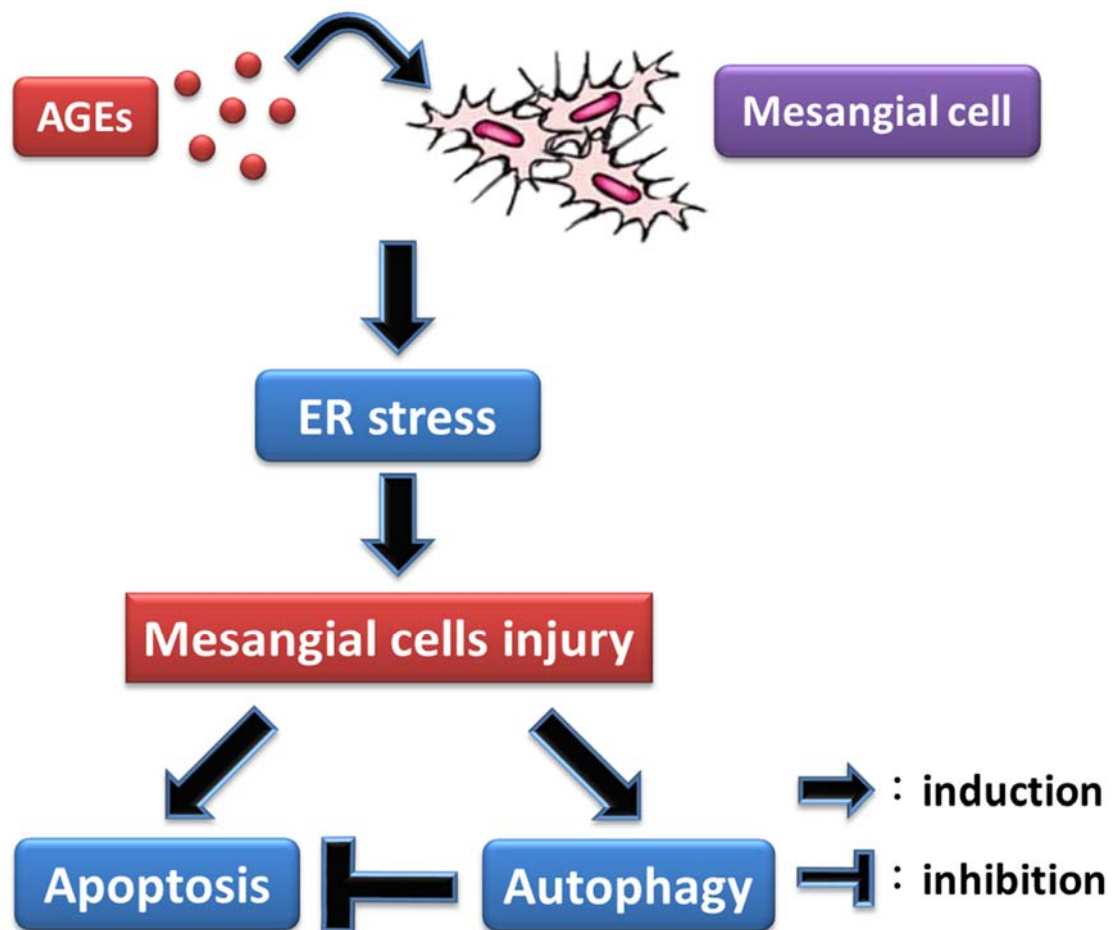 AGEs
Mesangial cell
ER stress
Mesangial cells injury
: induction
Apoptosis
Autophagy
: inhibition